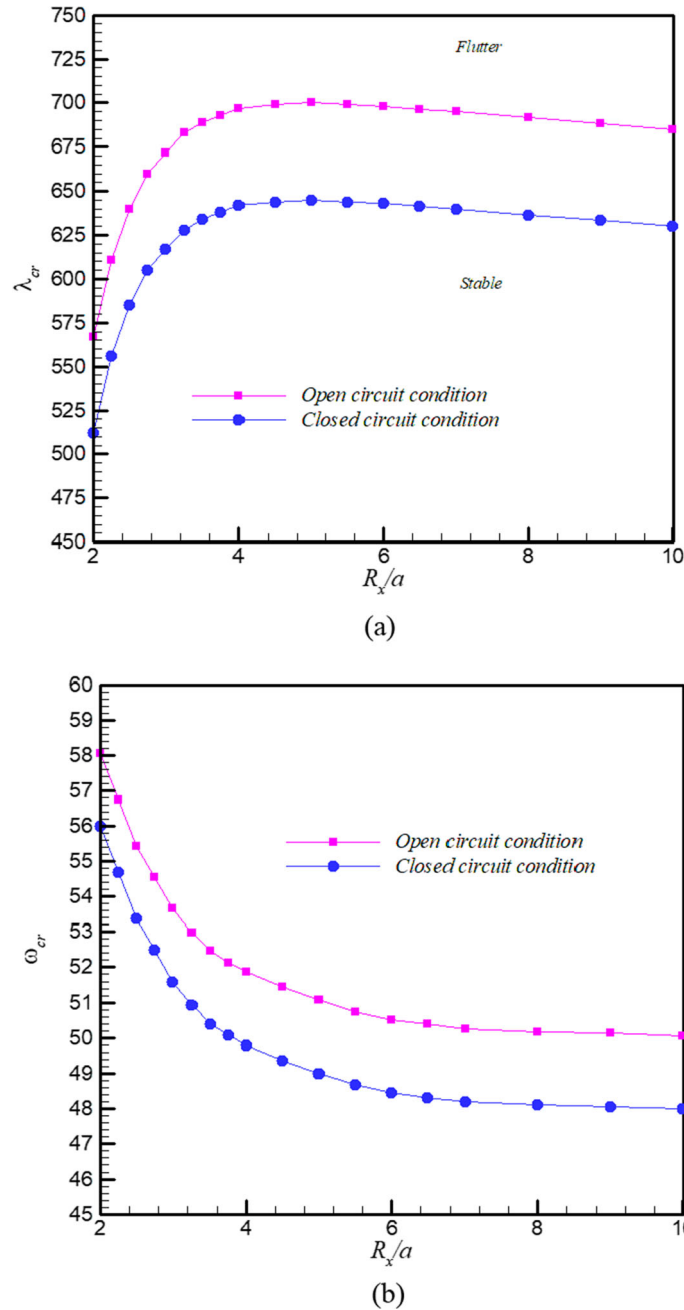 750
725
700
675
650
625
600
575
550
525
500
475
450
λcr
Flutter
Stable
Open circuit condition
Closed circuit condition
2 4 6 8 10
Rx/a
(a)
60
59
58
57
56
55
54
53
52
51
50
49
48
47
46
45
ωcr
Open circuit condition
Closed circuit condition
2 4 6 8
Rx/a
(b)